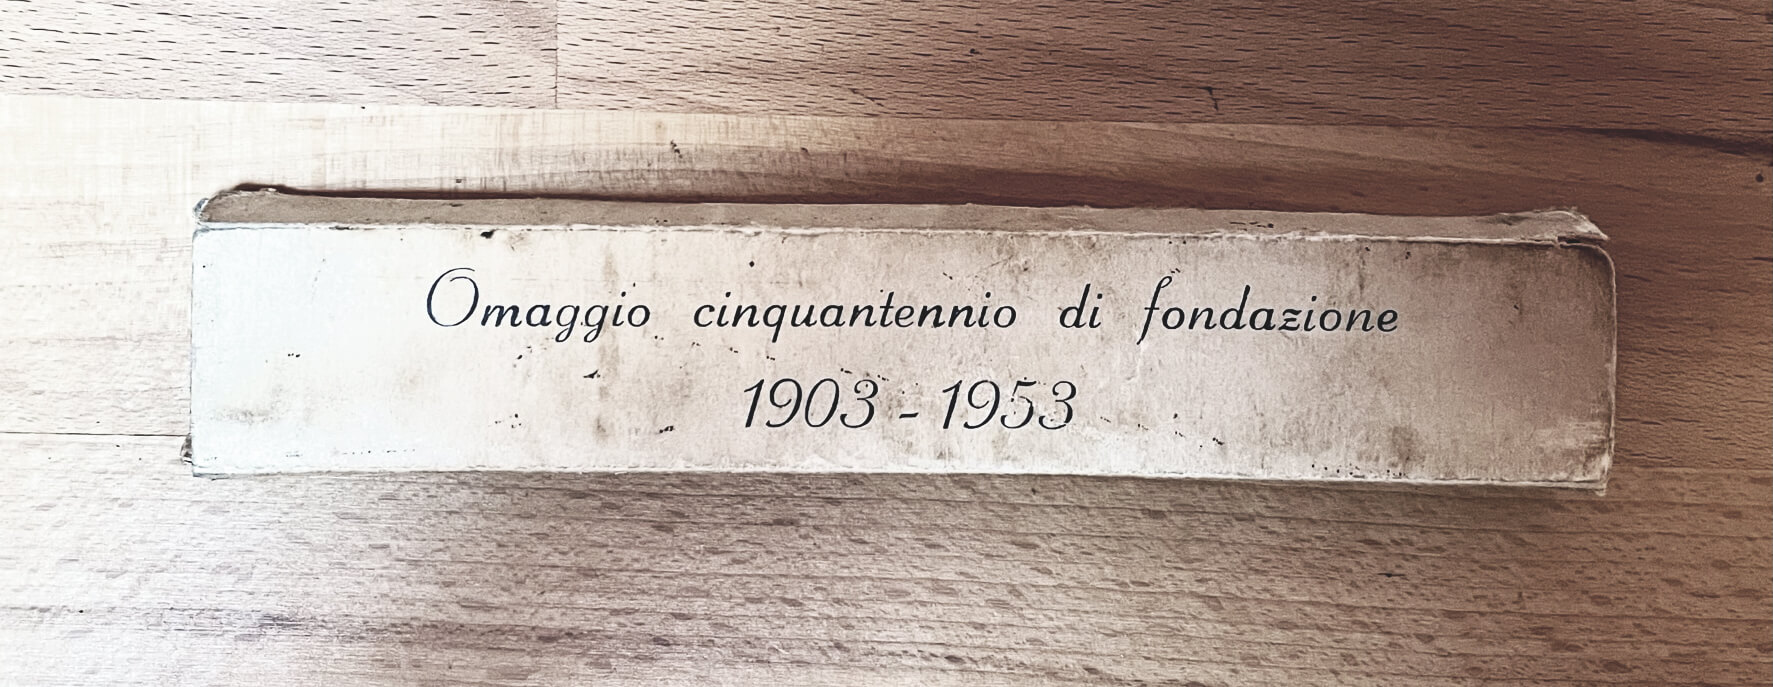 Omaggio cinquantennio di fondazione
1903 - 1953